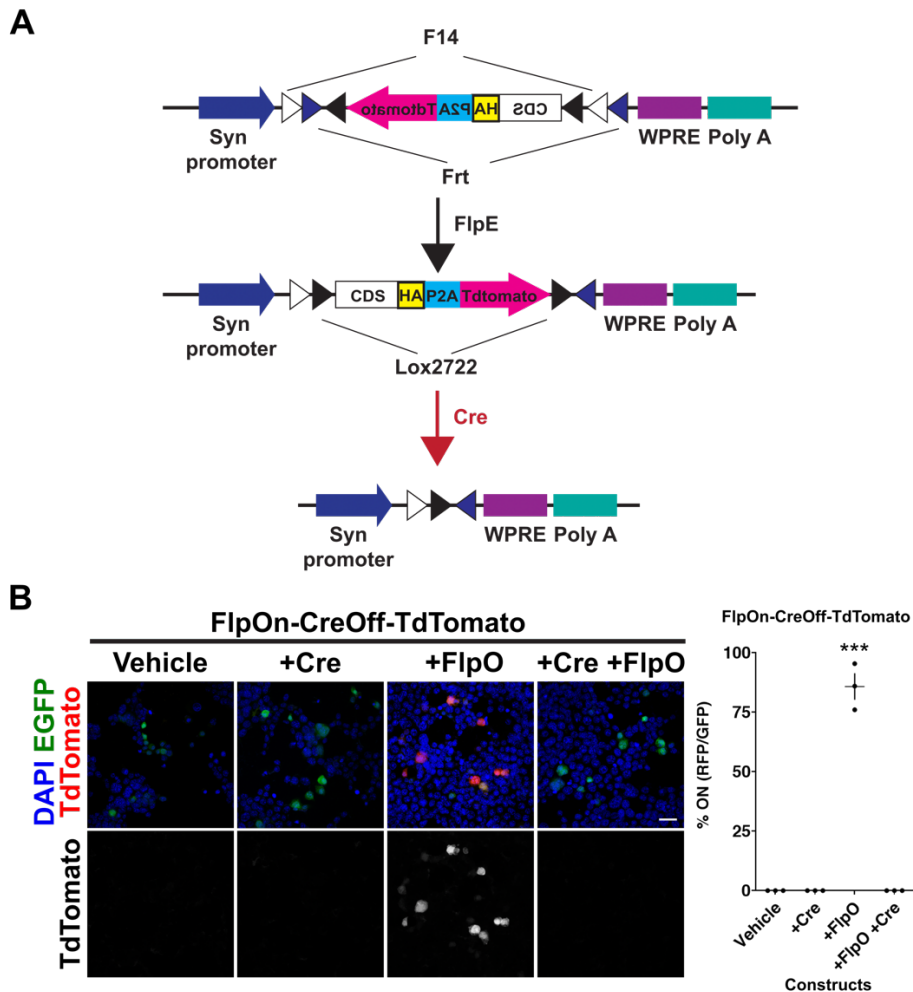 A
F14
Tdtomato P2A HA CDS
Syn
promoter
WPRE Poly A
Frt
FlpE
CDS HA P2A Tdtomato
Syn
promoter
WPRE Poly A
Lox2722
Cre
Syn
promoter
WPRE Poly A
B
FlpOn-CreOff-TdTomato
Vehicle +Cre +FlpO +Cre +FlpO
DAPI EGFP
TdTomato
TdTomato
FlpOn-CreOff-TdTomato
***
100
75
50
25
0
% ON (RFP/GFP)
Vehicle
+Cre
+FlpO
+FlpO +Cre
Constructs